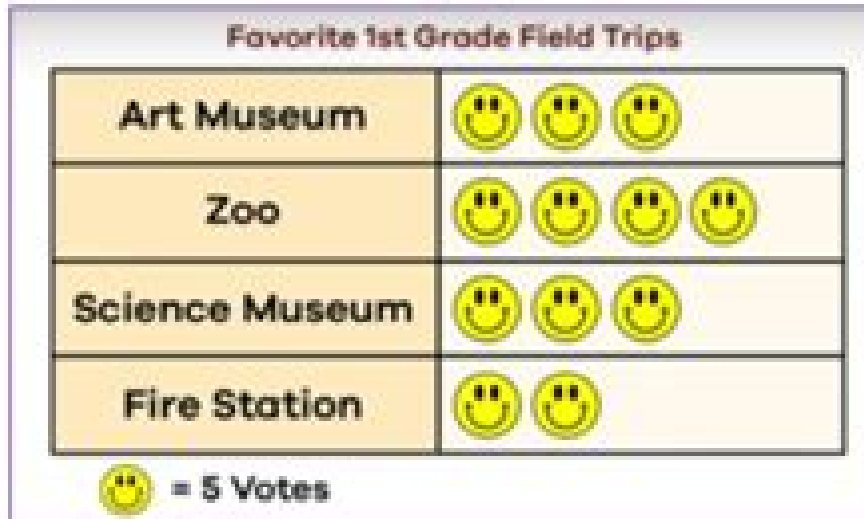 Favorite 1st Grade Field Trips
Art Museum
Zoo
Science Museum
Fire Station
= 5 Votes